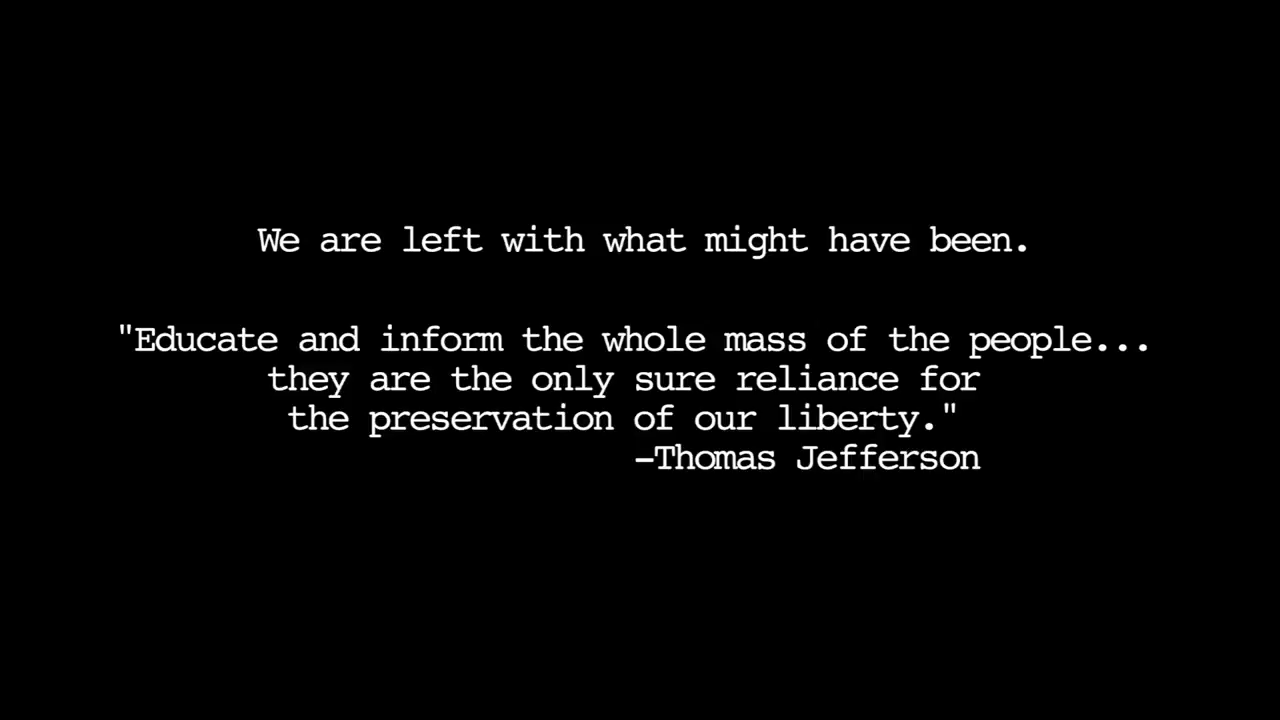 We are left with what might have been.
"Educate and inform the whole mass of the people...
they are the only sure reliance for
the preservation of our liberty."
–Thomas Jefferson